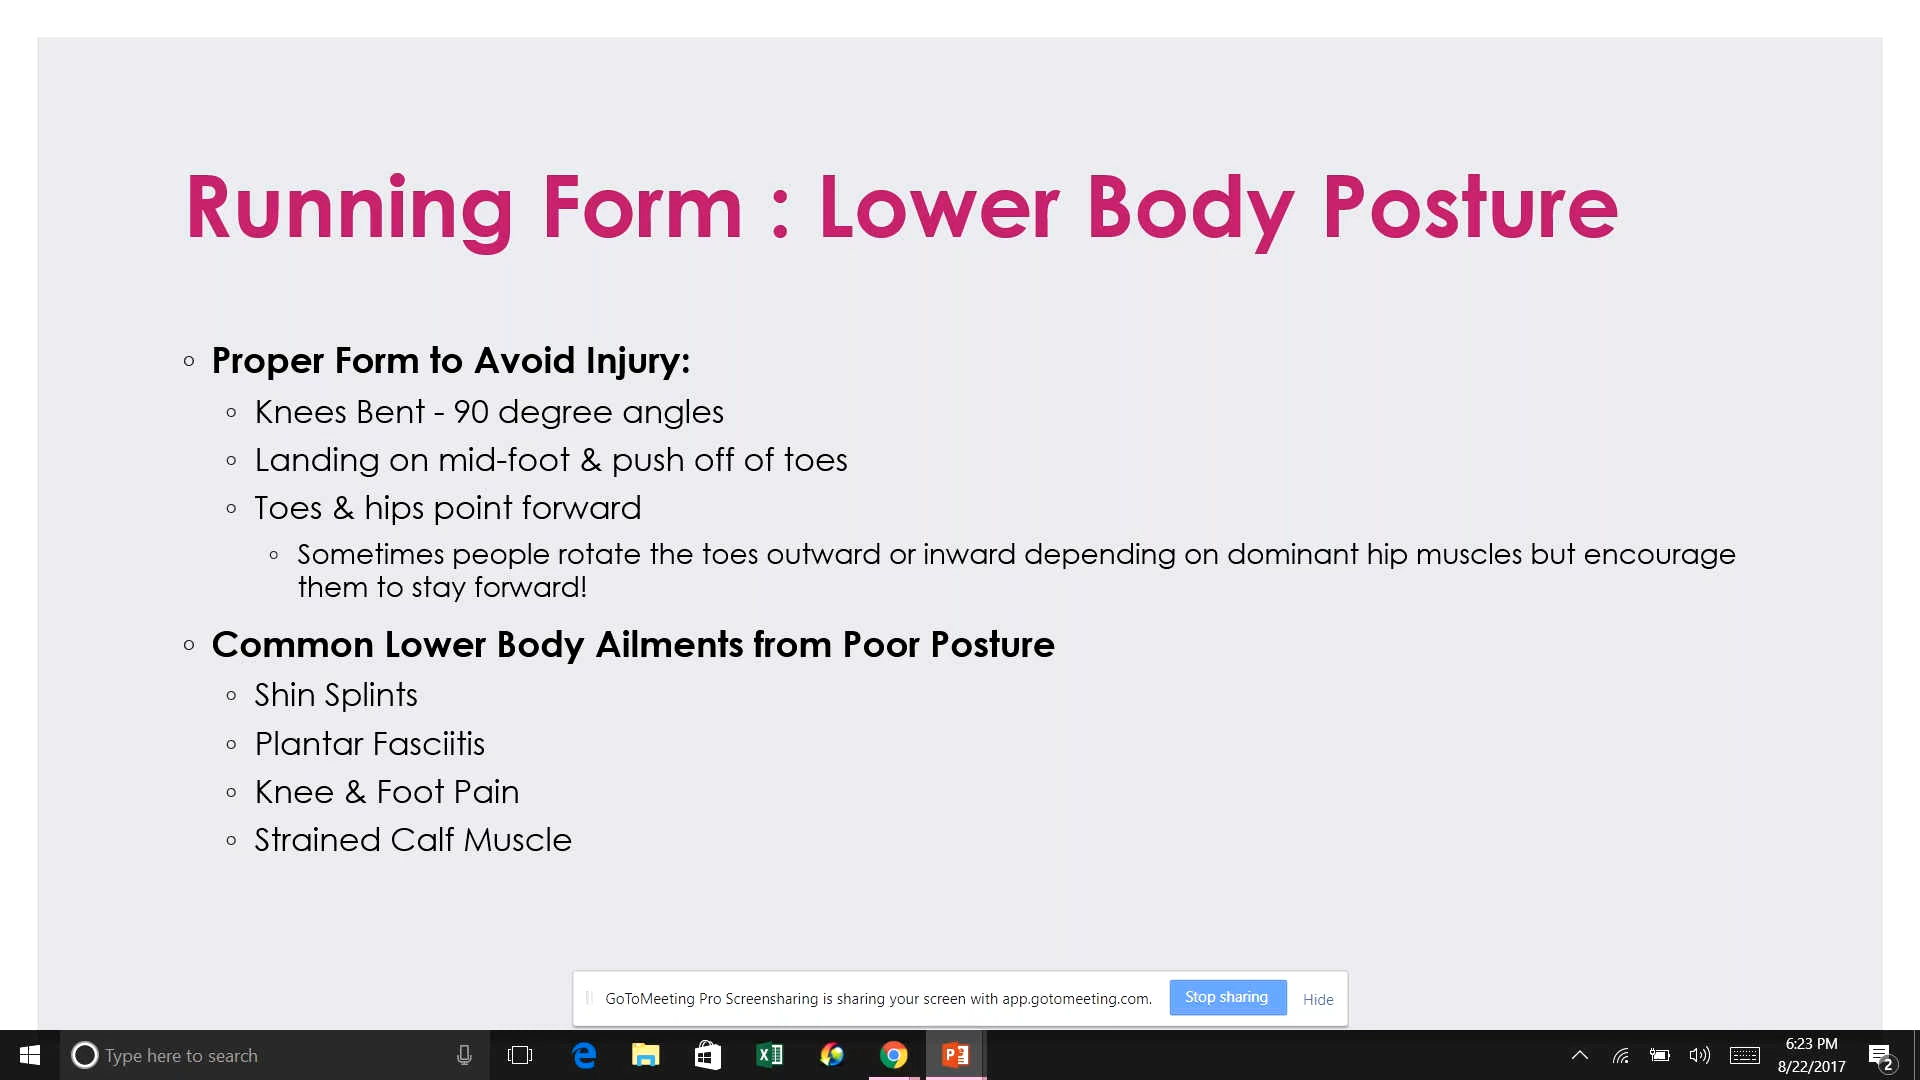 Running Form : Lower Body Posture
Proper Form to Avoid Injury:
Knees Bent - 90 degree angles
Landing on mid-foot & push off of toes
Toes & hips point forward
Sometimes people rotate the toes outward or inward depending on dominant hip muscles but encourage
them to stay forward!
Common Lower Body Ailments from Poor Posture
Shin Splints
Plantar Fasciitis
Knee & Foot Pain
Strained Calf Muscle
GoToMeeting Pro Screensharing is sharing your screen with app.gotomeeting.com. Stop sharing Hide
Type here to search
6:23 PM
8/22/2017
2